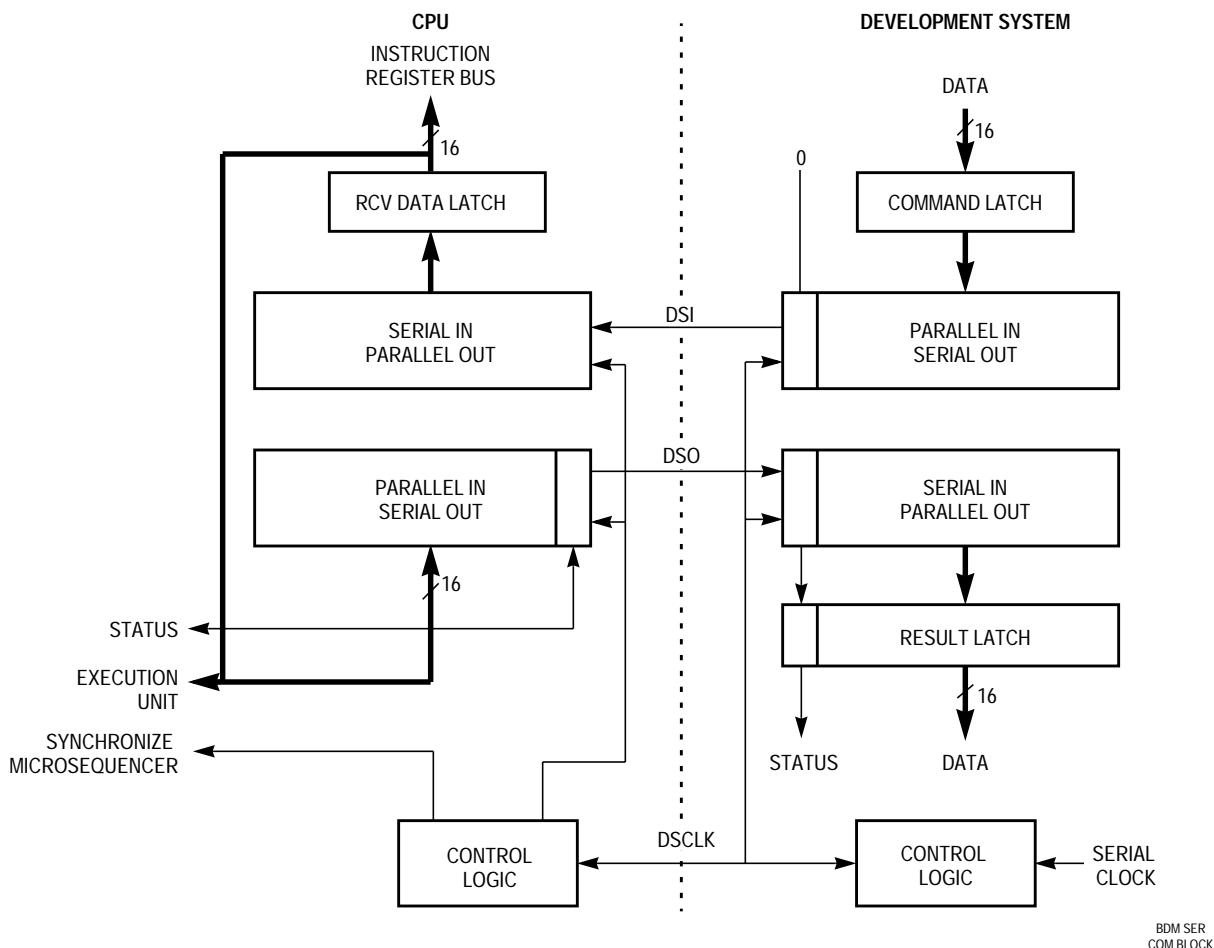 CPU
DEVELOPMENT SYSTEM
INSTRUCTION
REGISTER BUS
DATA
16
16
0
RCV DATA LATCH
COMMAND LATCH
SERIAL IN
PARALLEL OUT
DSI
PARALLEL IN
SERIAL OUT
PARALLEL IN
SERIAL OUT
DSO
SERIAL IN
PARALLEL OUT
16
STATUS
RESULT LATCH
EXECUTION
UNIT
16
SYNCHRONIZE
MICROSEQUENCER
STATUS
DATA
CONTROL
LOGIC
DSCLK
CONTROL
LOGIC
SERIAL
CLOCK
BDM SER
COM BLOCK